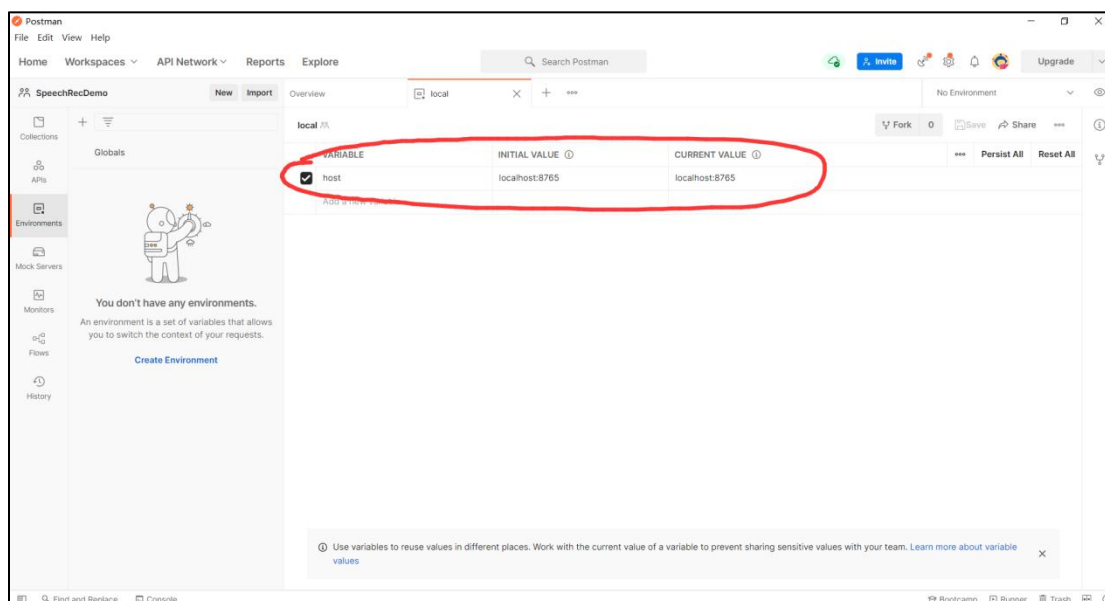 Postman
File Edit View Help
Home Workspaces API Network Reports Explore Search Postman Invite Upgrade
SpeechRecDemo New Import Overview local No Environment
Collections
APIs
Environments
Mock Servers
Monitors
Flows
History
Globals
You don't have any environments.
An environment is a set of variables that allows
you to switch the context of your requests.
Create Environment
local Fork 0 Save Share
VARIABLE INITIAL VALUE CURRENT VALUE Persist All Reset All
host localhost:8765 localhost:8765
Add a new variable
Use variables to reuse values in different places. Work with the current value of a variable to prevent sharing sensitive values with your team. Learn more about variable
values
Find and Replace Console Bootcamp Runner Trash